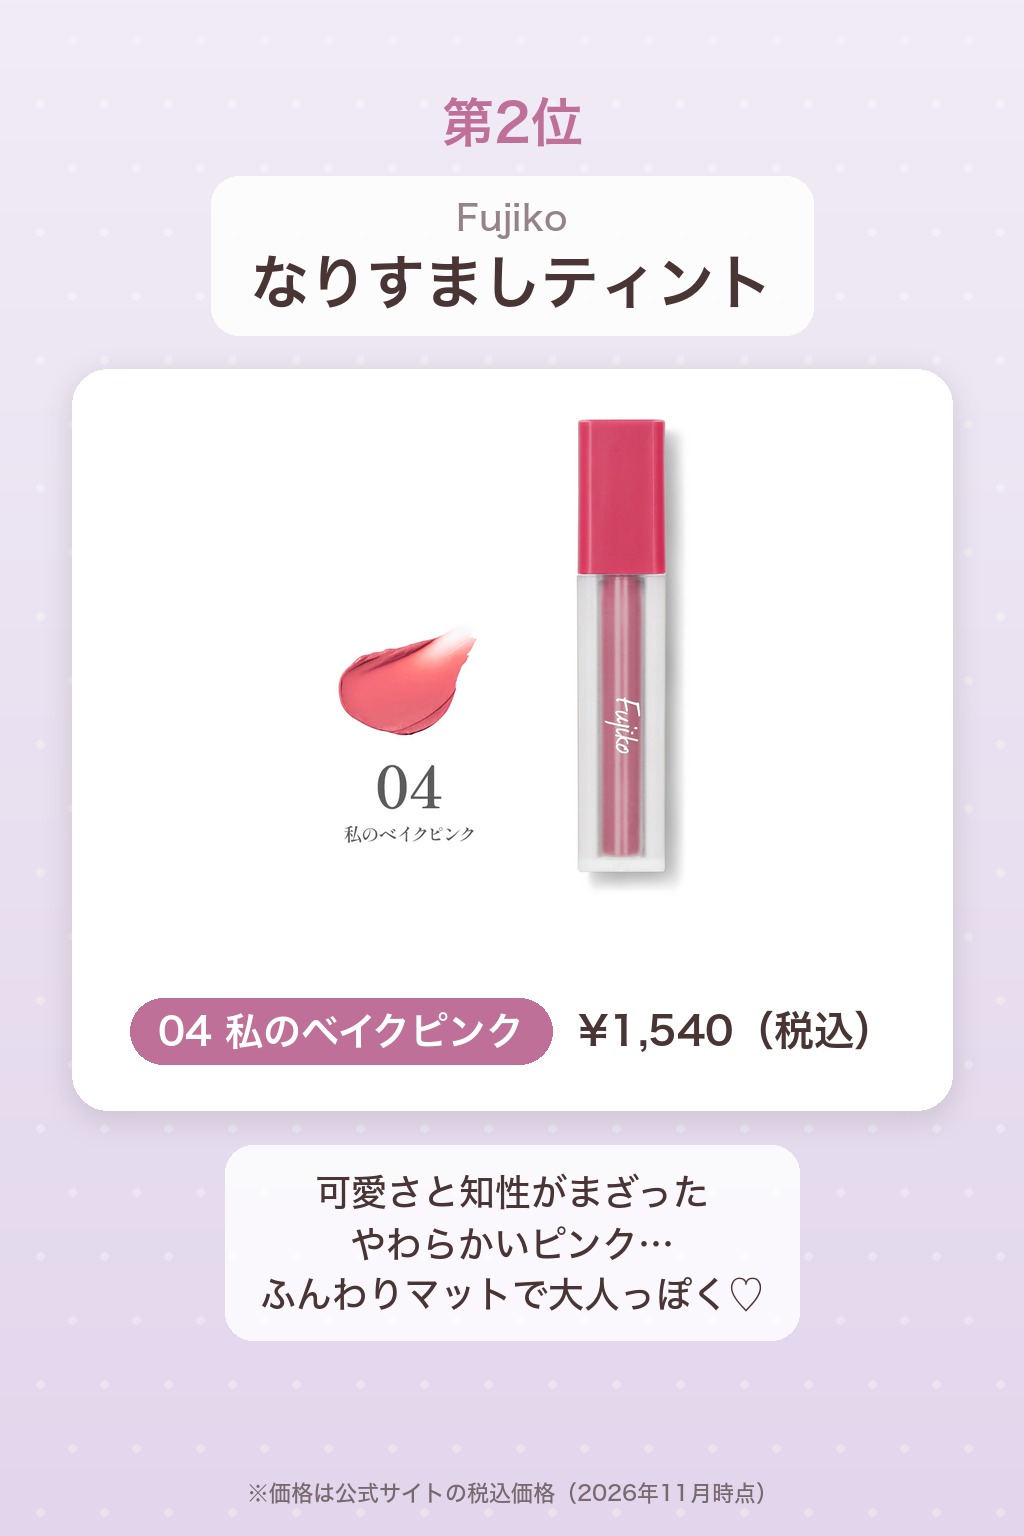 第2位
Fujiko
なりすましティント
Fujiko
04
私のベイクピンク
04 私のベイクピンク
¥1,540（税込）
可愛さと知性がまざった
やわらかいピンク…
ふんわりマットで大人っぽく♡
※価格は公式サイトの税込価格（2026年11月時点）